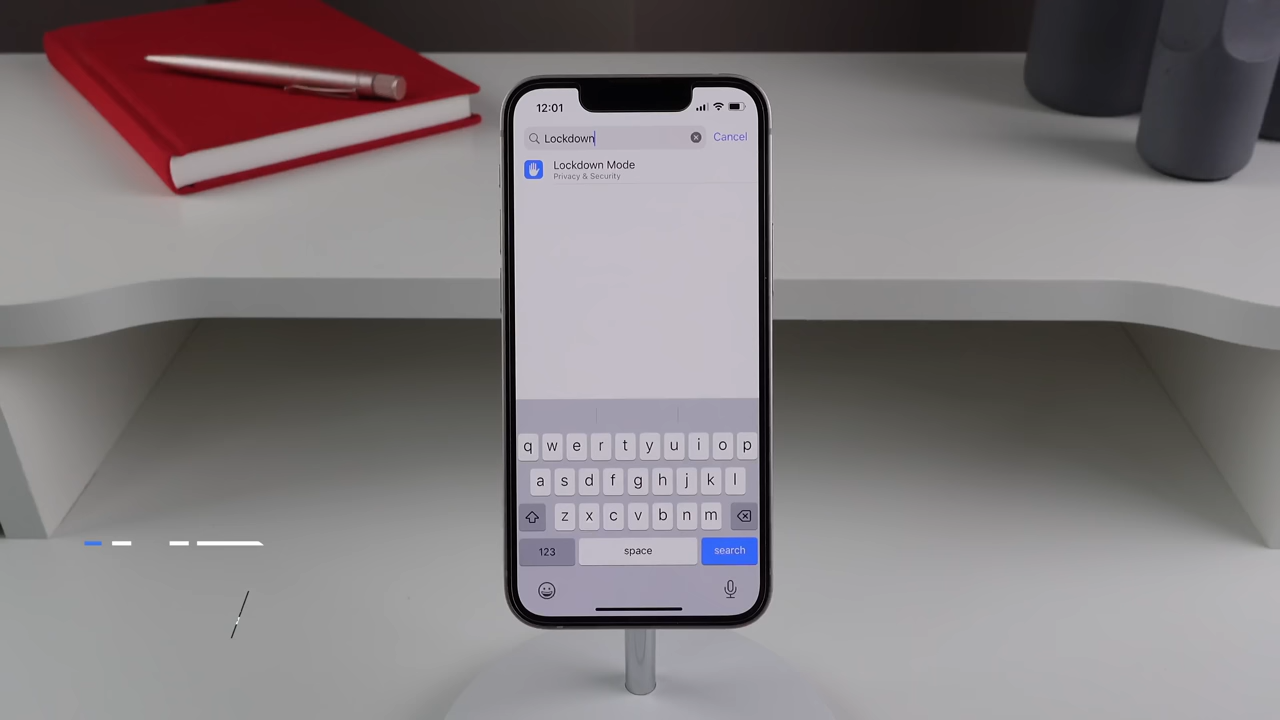 12:01
Lockdown
Cancel
Lockdown Mode
Privacy & Security
q w e r t y u i o p
a s d f g h j k l
z x c v b n m
123 space search